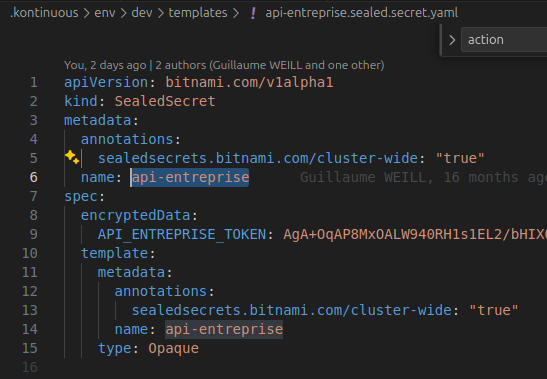 .kontinuous > env > dev > templates > ! api-entreprise.sealed.secret.yaml
> action
You, 2 days ago | 2 authors (Guillaume WEILL and one other)
1 apiVersion: bitnami.com/v1alpha1
2 kind: SealedSecret
3 metadata:
4   annotations:
5     sealedsecrets.bitnami.com/cluster-wide: "true"
6   name: api-entreprise Guillaume WEILL, 16 months ago
7 spec:
8   encryptedData:
9     API_ENTREPRISE_TOKEN: AgA+OqAP8MxOALW940RH1s1EL2/bHIX
10   template:
11     metadata:
12       annotations:
13         sealedsecrets.bitnami.com/cluster-wide: "true"
14       name: api-entreprise
15     type: Opaque
16